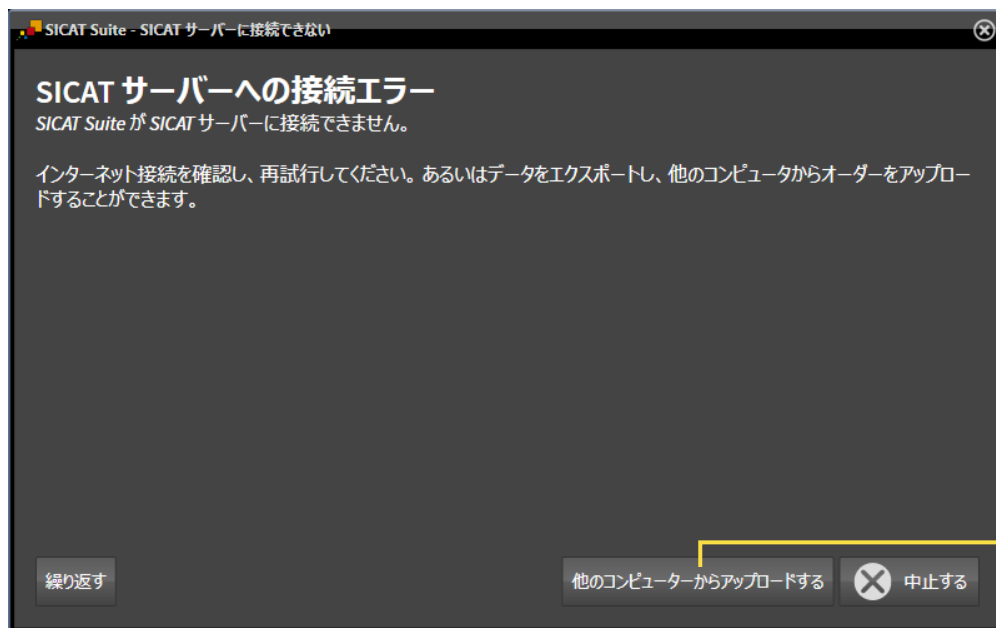 SICAT Suite - SICAT サーバーに接続できない
SICAT サーバーへの接続エラー
SICAT Suite が SICAT サーバーに接続できません。
インターネット接続を確認し、再試行してください。あるいはデータをエクスポートし、他のコンピュータからオーダーをアップロー
ドすることができます。
繰り返す
他のコンピューターからアップロードする
中止する